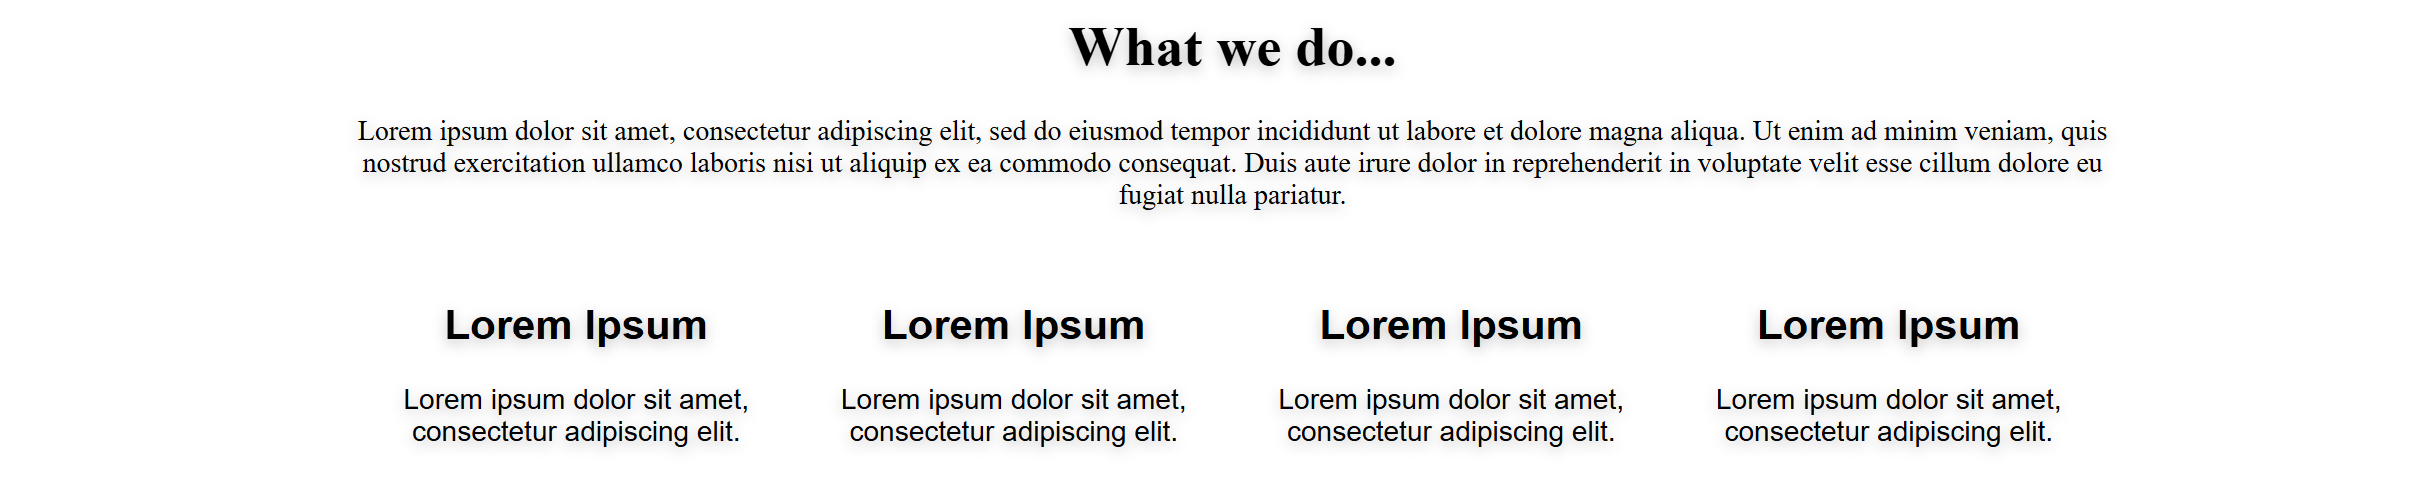 What we do...
Lorem ipsum dolor sit amet, consectetur adipiscing elit, sed do eiusmod tempor incididunt ut labore et dolore magna aliqua. Ut enim ad minim veniam, quis
nostrud exercitation ullamco laboris nisi ut aliquip ex ea commodo consequat. Duis aute irure dolor in reprehenderit in voluptate velit esse cillum dolore eu
fugiat nulla pariatur.
Lorem Ipsum
Lorem ipsum dolor sit amet,
consectetur adipiscing elit.
Lorem Ipsum
Lorem ipsum dolor sit amet,
consectetur adipiscing elit.
Lorem Ipsum
Lorem ipsum dolor sit amet,
consectetur adipiscing elit.
Lorem Ipsum
Lorem ipsum dolor sit amet,
consectetur adipiscing elit.